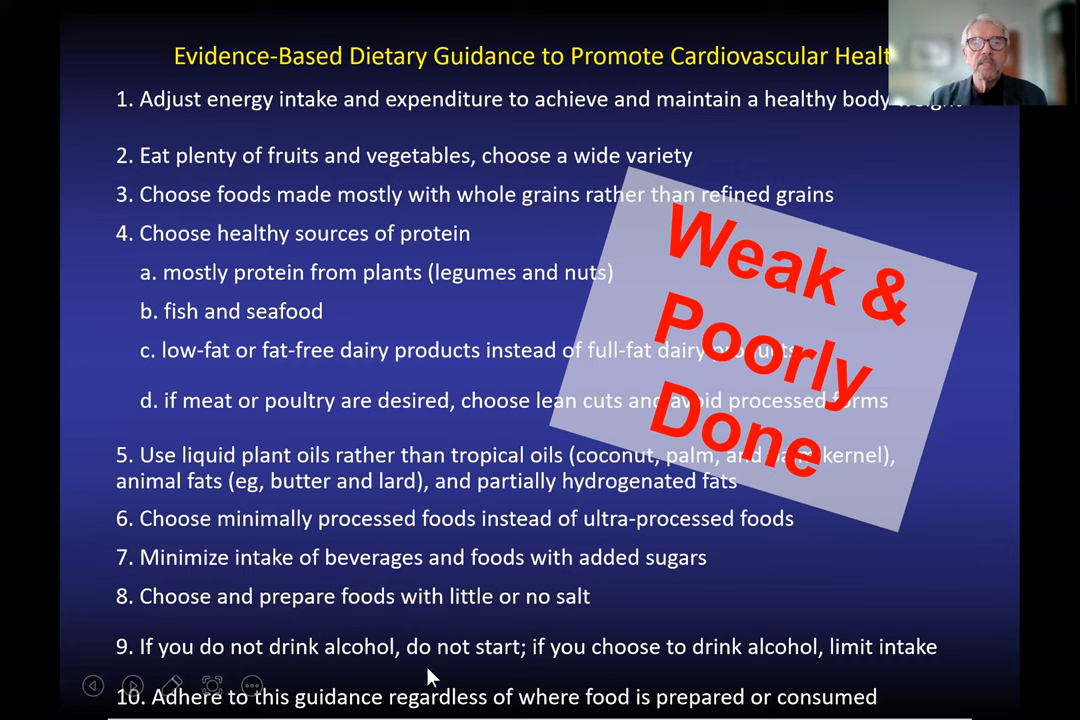 Evidence-Based Dietary Guidance to Promote Cardiovascular Healt
1. Adjust energy intake and expenditure to achieve and maintain a healthy body weight
2. Eat plenty of fruits and vegetables, choose a wide variety
3. Choose foods made mostly with whole grains rather than refined grains
4. Choose healthy sources of protein
a. mostly protein from plants (legumes and nuts)
b. fish and seafood
c. low-fat or fat-free dairy products instead of full-fat dairy products
d. if meat or poultry are desired, choose lean cuts and avoid processed forms
5. Use liquid plant oils rather than tropical oils (coconut, palm, and palm kernel),
animal fats (eg, butter and lard), and partially hydrogenated fats
6. Choose minimally processed foods instead of ultra-processed foods
7. Minimize intake of beverages and foods with added sugars
8. Choose and prepare foods with little or no salt
9. If you do not drink alcohol, do not start; if you choose to drink alcohol, limit intake
10. Adhere to this guidance regardless of where food is prepared or consumed
Weak &
Poorly
Done